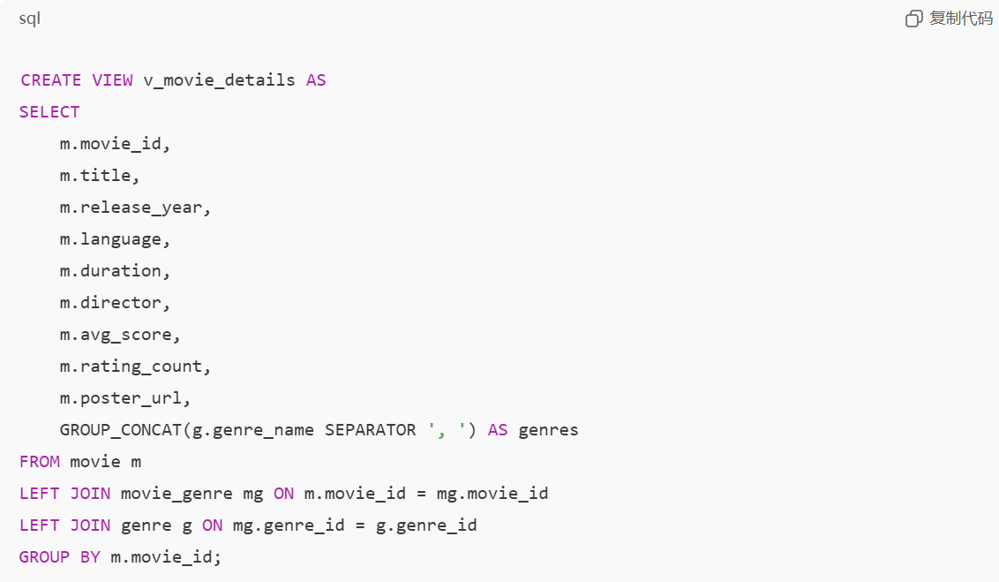 sql
复制代码
CREATE VIEW v_movie_details AS
SELECT
    m.movie_id,
    m.title,
    m.release_year,
    m.language,
    m.duration,
    m.director,
    m.avg_score,
    m.rating_count,
    m.poster_url,
    GROUP_CONCAT(g.genre_name SEPARATOR ', ') AS genres
FROM movie m
LEFT JOIN movie_genre mg ON m.movie_id = mg.movie_id
LEFT JOIN genre g ON mg.genre_id = g.genre_id
GROUP BY m.movie_id;